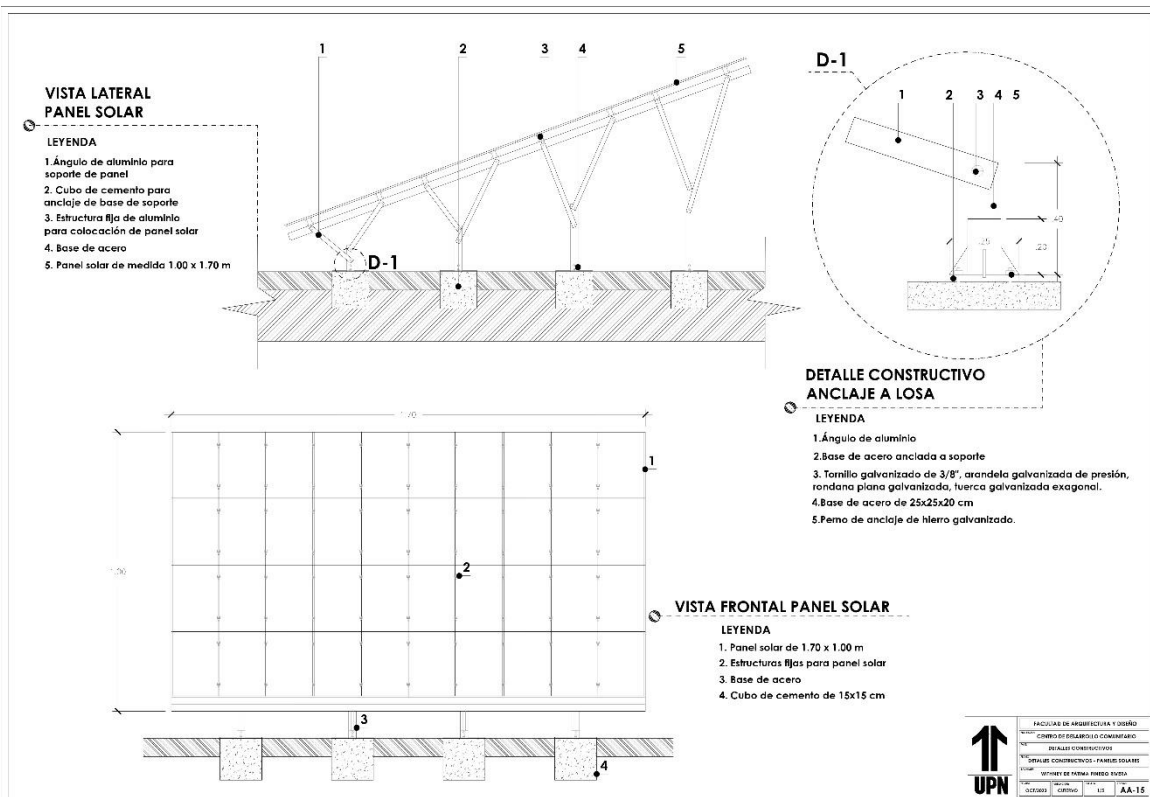 1
2
3
4
5
VISTA LATERAL
PANEL SOLAR
LEYENDA
1.Ángulo de aluminio para
soporte de panel
2. Cubo de cemento para
anclaje de base de soporte
3. Estructura fija de aluminio
para colocación de panel solar
4. Base de acero
5. Panel solar de medida 1.00 x 1.70 m
D-1
D-1
1
2
3
4
5
.40
.25
.20
DETALLE CONSTRUCTIVO
ANCLAJE A LOSA
LEYENDA
1.Ángulo de aluminio
2.Base de acero anclada a soporte
3. Tornillo galvanizado de 3/8", arandela galvanizada de presión,
rondana plana galvanizada, tuerca galvanizada exagonal.
4.Base de acero de 25x25x20 cm
5.Perno de anclaje de hierro galvanizado.
1.70
1.00
1
2
3
4
VISTA FRONTAL PANEL SOLAR
LEYENDA
1. Panel solar de 1.70 x 1.00 m
2. Estructuras fijas para panel solar
3. Base de acero
4. Cubo de cemento de 15x15 cm
UPN
FACULTAD DE ARQUITECTURA Y DISEÑO
CENTRO DE DESARROLLO COMUNITARIO
DETALLES CONSTRUCTIVOS
DETALLES CONSTRUCTIVOS - PANELES SOLARES
AA-15